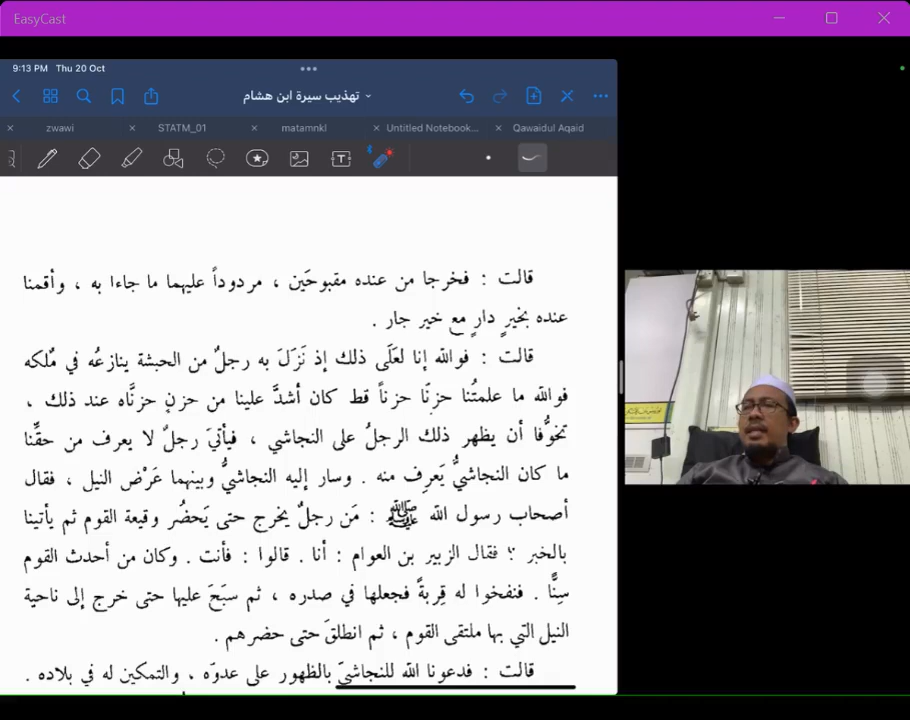 EasyCast
9:13 PM Thu 20 Oct
تهذيب سيرة ابن هشام
zwawi
STATM_01
matamnkl
Untitled Notebook...
Qawaidul Aqaid
قالت : فخرجا من عنده مقبوحَين ، مردوداً عليهما ما جاءا به ، وأقمنا
عنده بخيرِ دارٍ مع خير جار .
قالت : فوالله إنا لعَلَى ذلك إذ نَزَلَ به رجلٌ من الحبشة ينازعُه في مُلكه
فوالله ما علمتُنا حزِنَّا حزناً قط كان أشدَّ علينا من حزنٍ حزنَّاه عند ذلك ،
تخوُّفا أن يظهر ذلك الرجلُ على النجاشي ، فيأتيَ رجلٌ لا يعرف من حقِّنا
ما كان النجاشيُّ يَعرِف منه . وسار إليه النجاشيُّ وبينهما عَرْض النيل ، فقال
أصحاب رسول الله ﷺ : مَن رجلٌ يخرج حتى يَحضُر وقيعة القوم ثم يأتينا
بالخبر ؟ فقال الزبير بن العوام : أنا . قالوا : فأنت . وكان من أحدث القوم
سِنًّا . فنفخوا له قِربةً فجعلها في صدره ، ثم سبَحَ عليها حتى خرج إلى ناحية
النيل التي بها ملتقى القوم ، ثم انطلقَ حتى حضرهم .
قالت : فدعونا الله للنجاشيّ بالظهور على عدوّه ، والتمكين له في بلاده .